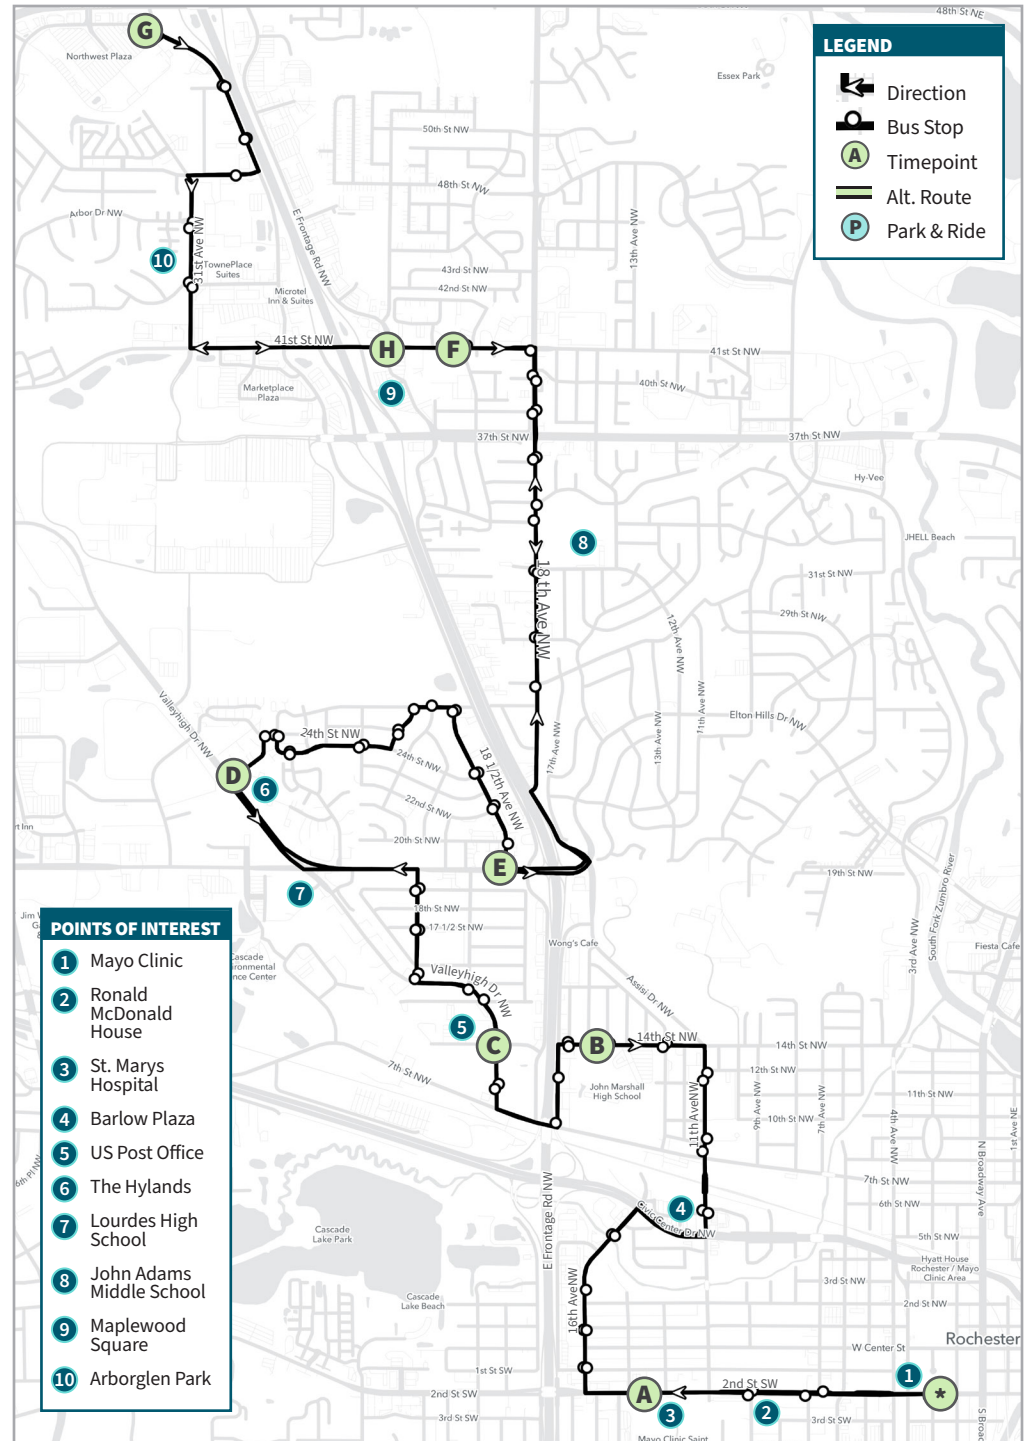 48th St NE
G
Northwest Plaza
LEGEND
Direction
Bus Stop
A
Timepoint
Alt. Route
P
Park & Ride
Essex Park
50th St NW
48th St NW
Arbor Dr NW
E Frontage Rd NW
13th Ave NW
31st Ave NW
10
TownePlace
Suites
43rd St NW
42nd St NW
Microtel
Inn & Suites
41st St NW
H
F
41st St NW
9
Marketplace
Plaza
40th St NW
37th St NW
37th St NW
Hy-Vee
8
JHELL Beach
18th Ave NW
31st St NW
29th St NW
12th Ave NW
11th Ave NW
13th Ave NW
Elton Hills Dr NW
Valleyhigh Dr NW
17th Ave NW
24th St NW
24th St NW
18 1/2th Ave NW
D
6
22nd St NW
20th St NW
E
7
19th St NW
South Fork Zumbro River
3rd Ave NW
18th St NW
17 1/2 St NW
Wong's Cafe
Fiesta Cafe
Valleyhigh Dr NW
Assisi Dr NW
5
C
B
14th St NW
14th St NW
7th St NW
12th St NW
John Marshall
High School
11th Ave NW
9th Ave NW
10th St NW
7th Ave NW
4th Ave NW
11th St NW
1st Ave NE
N Broadway Ave
7th St NW
6th St NW
4
Civic Center Dr NW
5th St NW
E Frontage Rd NW
Cascade
Lake Park
Hyatt House
Rochester / Mayo
Clinic Area
3rd St NW
2nd St NW
Cascade
Lake Beach
16th Ave NW
Rochester
W Center St
1st St SW
2nd St SW
3rd St SW
A
2nd St SW
1
*
3
2
3rd St SW
Mayo Clinic Saint
POINTS OF INTEREST
1 Mayo Clinic
2 Ronald
McDonald
House
3 St. Marys
Hospital
4 Barlow Plaza
5 US Post Office
6 The Hylands
7 Lourdes High
School
8 John Adams
Middle School
9 Maplewood
Square
10 Arborglen Park